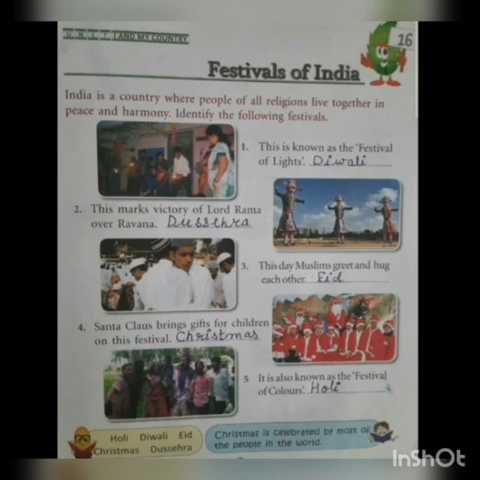 U N I T 1 AND MY COUNTRY
16
Festivals of India
India is a country where people of all religions live together in
peace and harmony. Identify the following festivals.
1. This is known as the 'Festival
of Lights'. Diwali
2. This marks victory of Lord Rama
over Ravana. Dussehra
3. This day Muslims greet and hug
each other. Eid
4. Santa Claus brings gifts for children
on this festival. Christmas
5 It is also known as the 'Festival
of Colours'. Holi
Holi Diwali Eid
Christmas Dussehra
Christmas is celebrated by most of
the people in the world.
InShOt